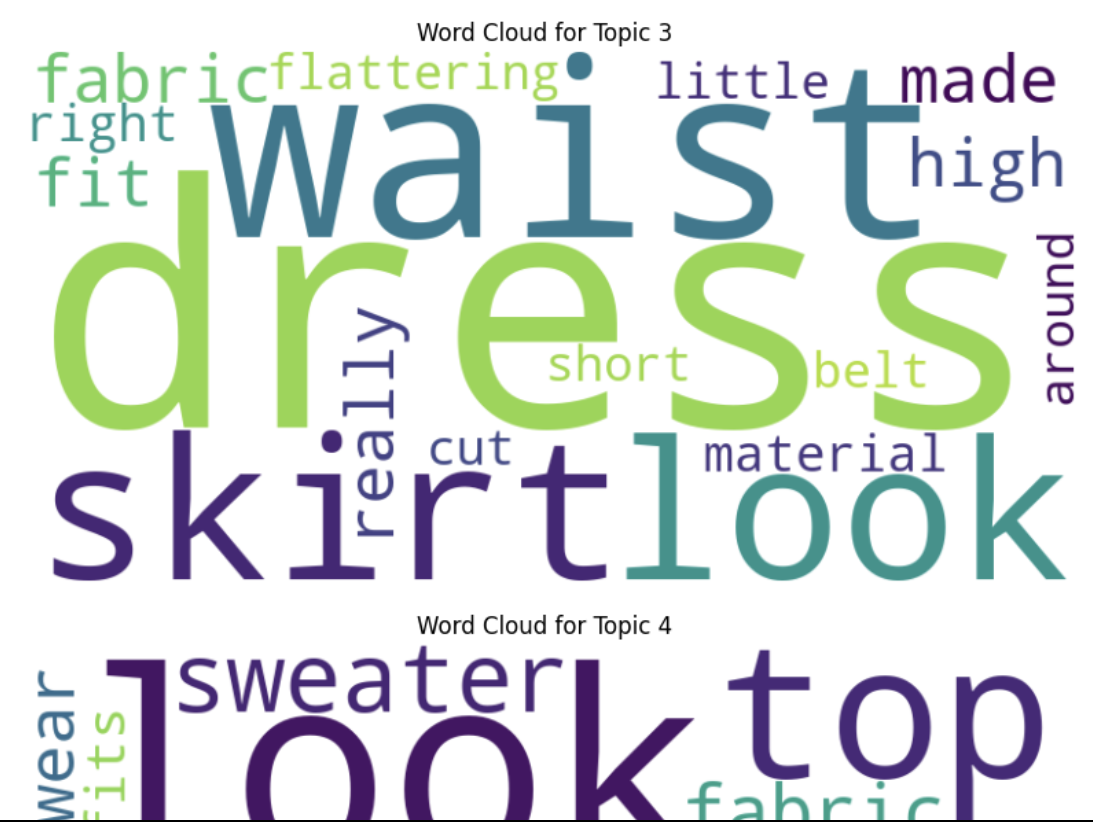 Word Cloud for Topic 3
fabric flattering little made
right waist high
fit
dress around
really short belt
skirt cut look material
Word Cloud for Topic 4
sweater top
wear look
fits fabric